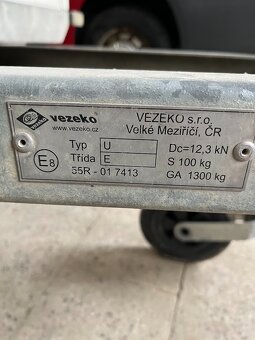 vezeko
www.vezeko.cz
VEZEKO s.r.o.
Velké Meziříčí, ČR
Typ U
Třída E
E8
55R - 01 7413
Dc=12,3 kN
S 100 kg
GA 1300 kg